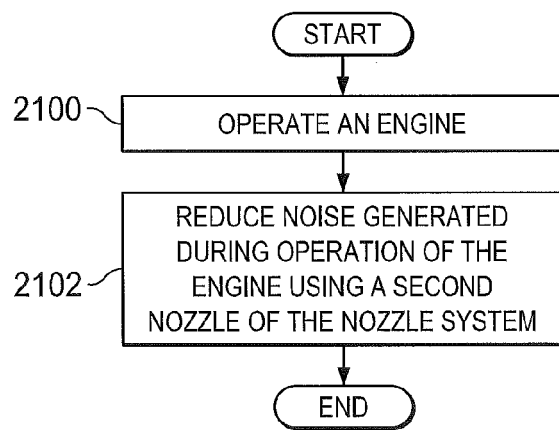 START
2100
OPERATE AN ENGINE
REDUCE NOISE GENERATED
DURING OPERATION OF THE
ENGINE USING A SECOND
2102
NOZZLE OF THE NOZZLE SYSTEM
END